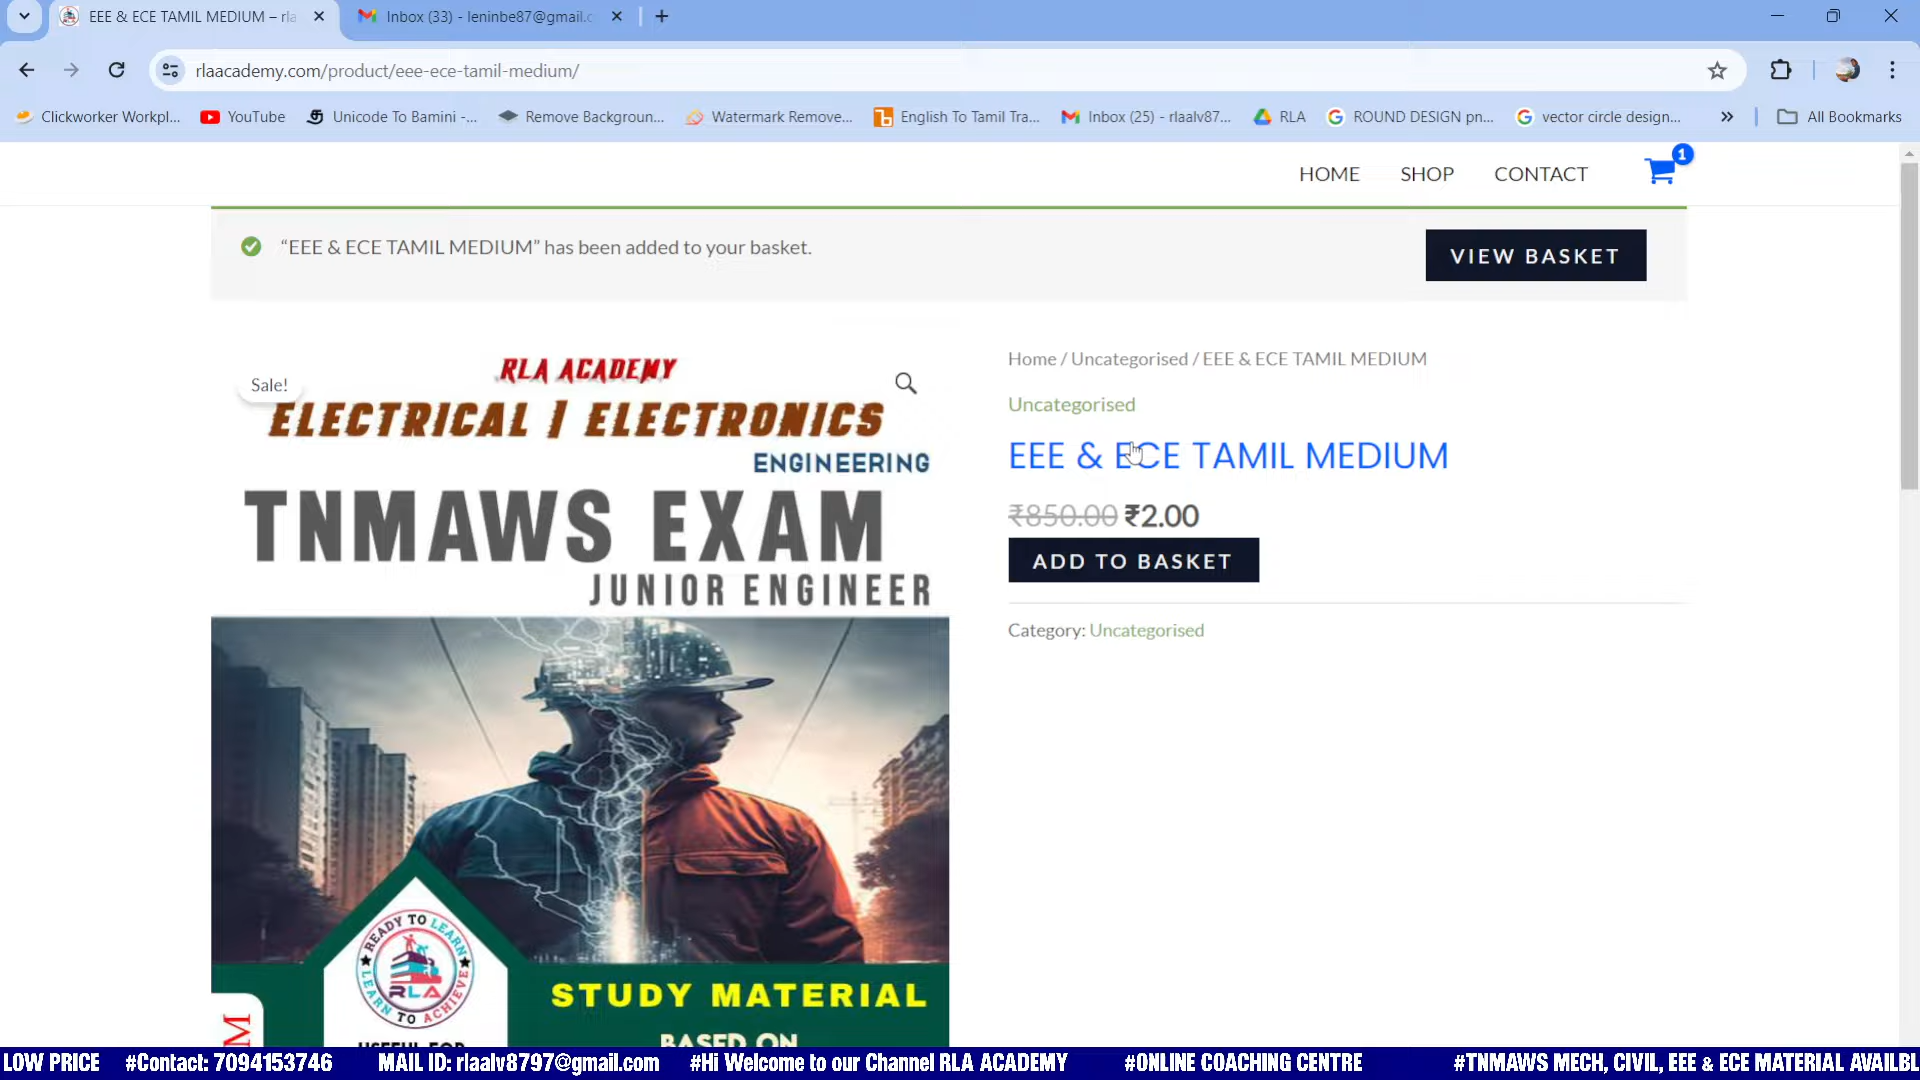 EEE & ECE TAMIL MEDIUM – rla
Inbox (33) - leninbe87@gmail.c
rlaacademy.com/product/eee-ece-tamil-medium/
Clickworker Workpl...
YouTube
Unicode To Bamini -...
Remove Backgroun...
Watermark Remove...
English To Tamil Tra...
Inbox (25) - rlaalv87...
RLA
ROUND DESIGN pn...
vector circle design...
All Bookmarks
HOME
SHOP
CONTACT
1
“EEE & ECE TAMIL MEDIUM” has been added to your basket.
VIEW BASKET
Sale!
RLA ACADEMY
ELECTRICAL | ELECTRONICS
ENGINEERING
TNMAWS EXAM
JUNIOR ENGINEER
READY TO LEARN
RLA
LEARN TO ACHIEVE
STUDY MATERIAL
BASED ON
USEFUL FOR
M
Home / Uncategorised / EEE & ECE TAMIL MEDIUM
Uncategorised
EEE & ECE TAMIL MEDIUM
₹850.00 ₹2.00
ADD TO BASKET
Category: Uncategorised
LOW PRICE #Contact: 7094153746 MAIL ID: rlaalv8797@gmail.com #Hi Welcome to our Channel RLA ACADEMY #ONLINE COACHING CENTRE #TNMAWS MECH, CIVIL, EEE & ECE MATERIAL AVAILBL